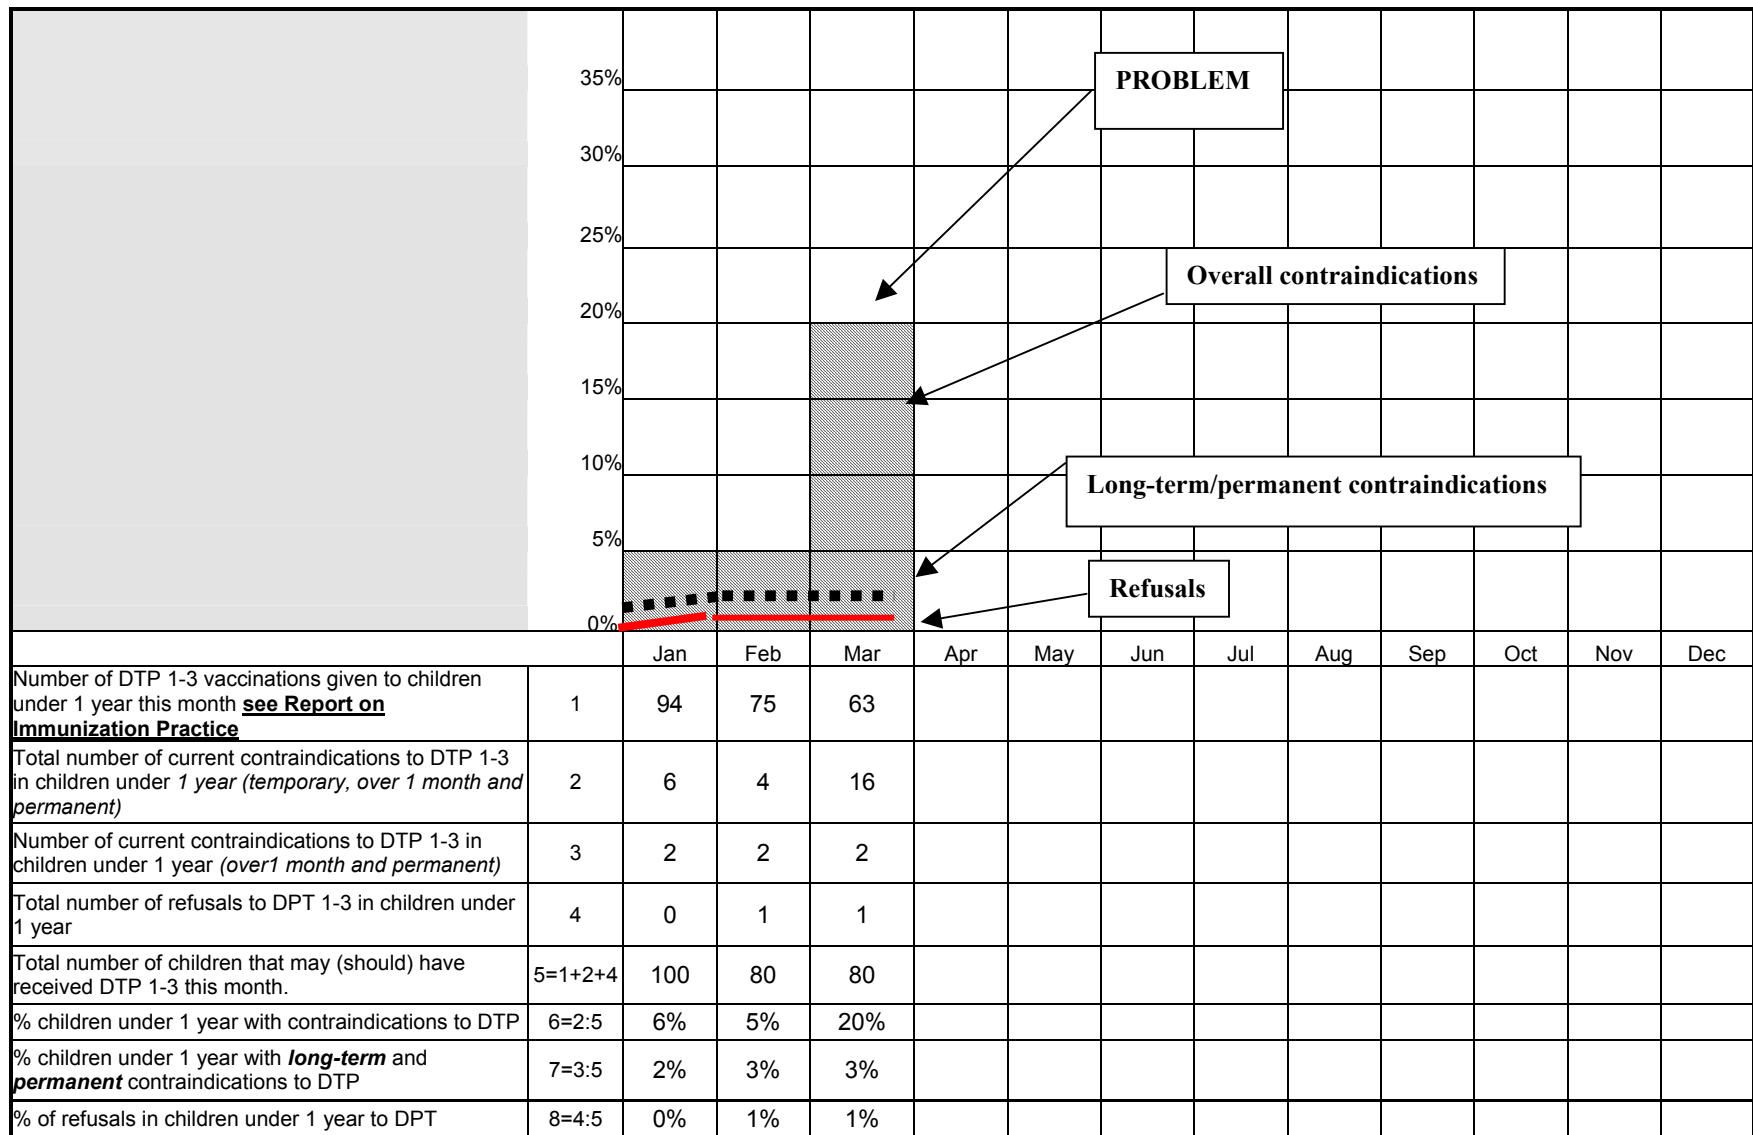 35%
PROBLEM
30%
25%
Overall contraindications
20%
15%
10%
Long-term/permanent contraindications
5%
Refusals
0%
Jan Feb Mar Apr May Jun Jul Aug Sep Oct Nov Dec
Number of DTP 1-3 vaccinations given to children
under 1 year this month see Report on
Immunization Practice
1 94 75 63
Total number of current contraindications to DTP 1-3
in children under 1 year (temporary, over 1 month and
permanent)
2 6 4 16
Number of current contraindications to DTP 1-3 in
children under 1 year (over1 month and permanent)
3 2 2 2
Total number of refusals to DPT 1-3 in children under
1 year
4 0 1 1
Total number of children that may (should) have
received DTP 1-3 this month.
5=1+2+4 100 80 80
% children under 1 year with contraindications to DTP 6=2:5 6% 5% 20%
% children under 1 year with long-term and
permanent contraindications to DTP
7=3:5 2% 3% 3%
% of refusals in children under 1 year to DPT 8=4:5 0% 1% 1%